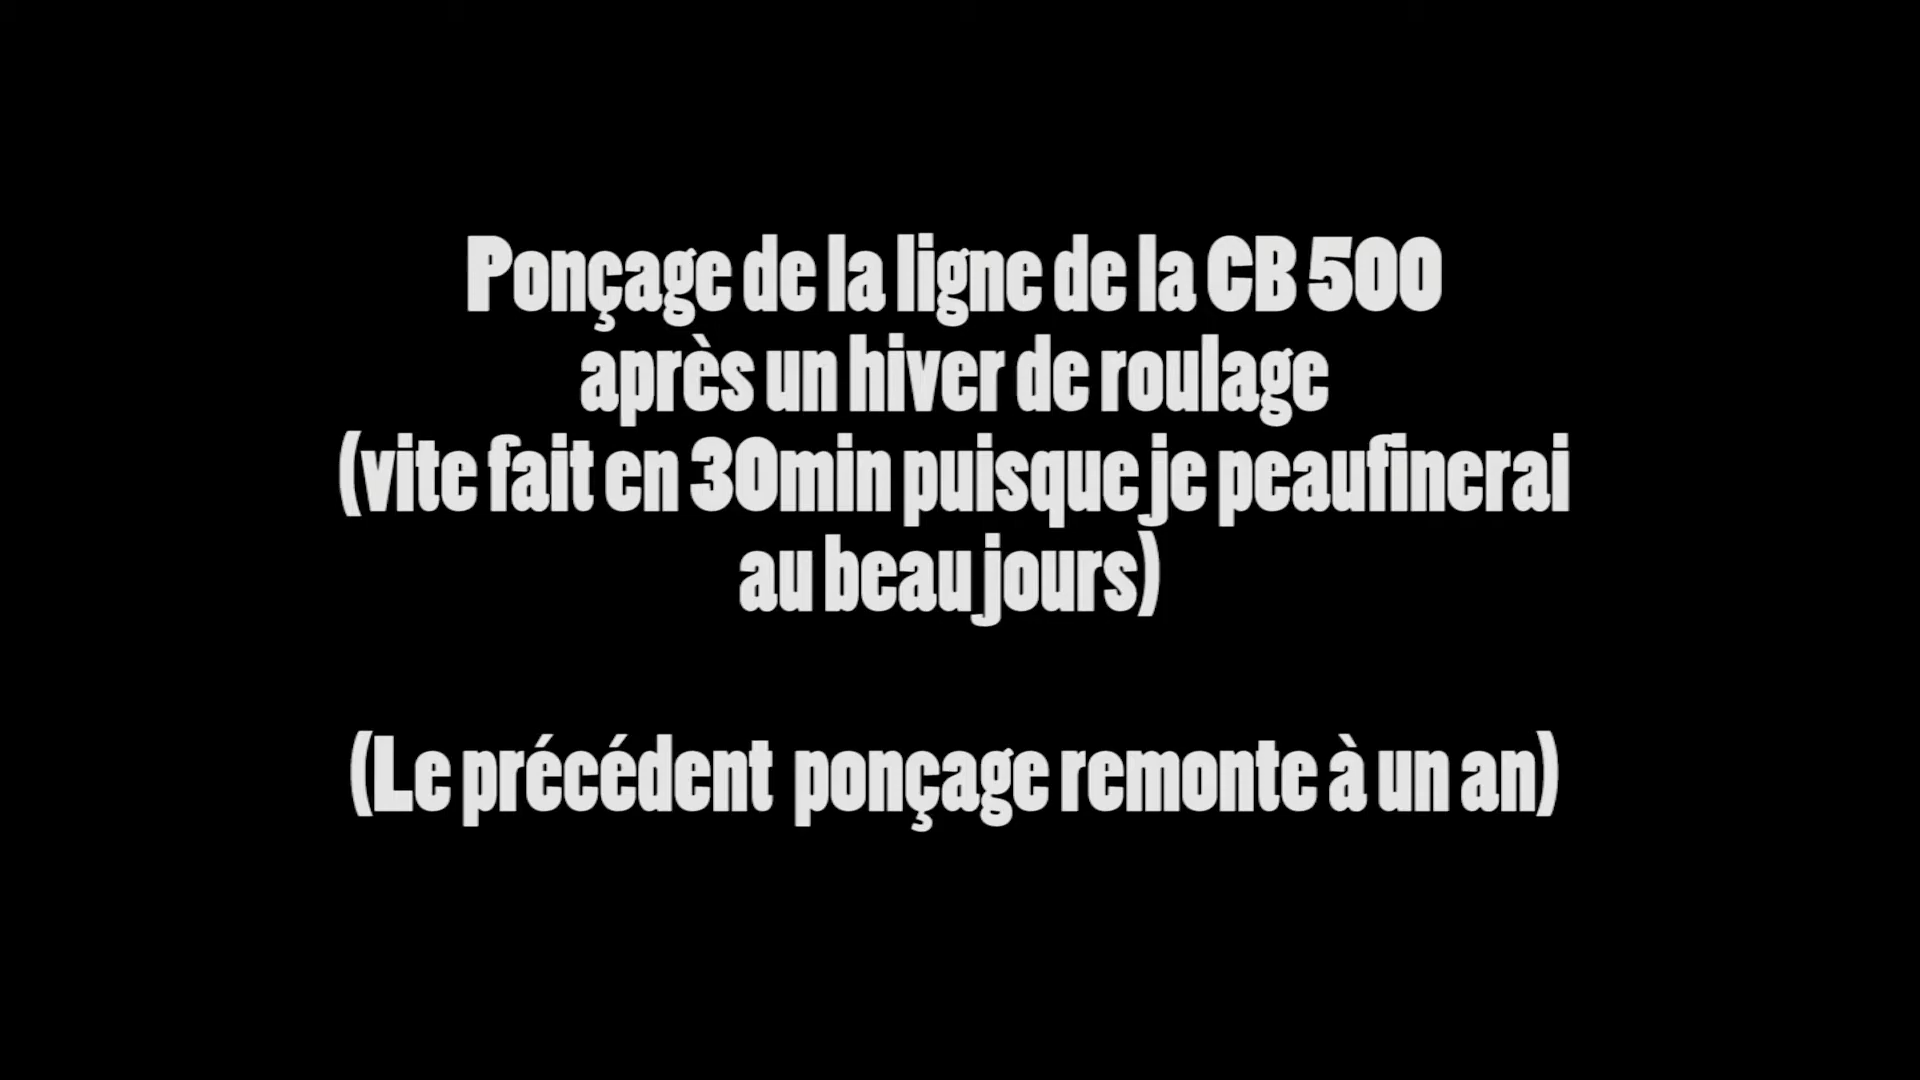 Ponçage de la ligne de la CB 500
après un hiver de roulage
(vite fait en 30min puisque je peaufinerai
au beau jours)
(Le précédent  ponçage remonte à un an)